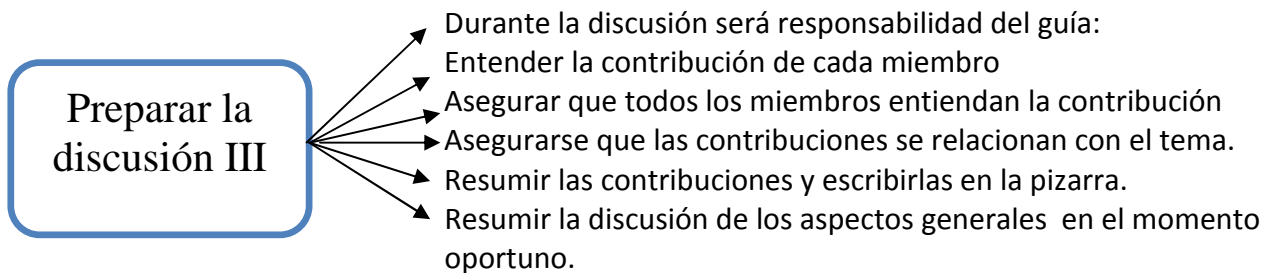 Preparar la
discusión III
Durante la discusión será responsabilidad del guía:
Entender la contribución de cada miembro
Asegurar que todos los miembros entiendan la contribución
Asegurarse que las contribuciones se relacionan con el tema.
Resumir las contribuciones y escribirlas en la pizarra.
Resumir la discusión de los aspectos generales en el momento
oportuno.